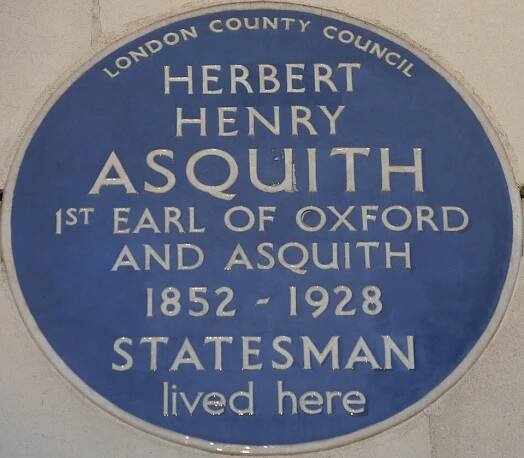 LONDON COUNTY COUNCIL
HERBERT
HENRY
ASQUITH
1ST EARL OF OXFORD
AND ASQUITH
1852 - 1928
STATESMAN
lived here